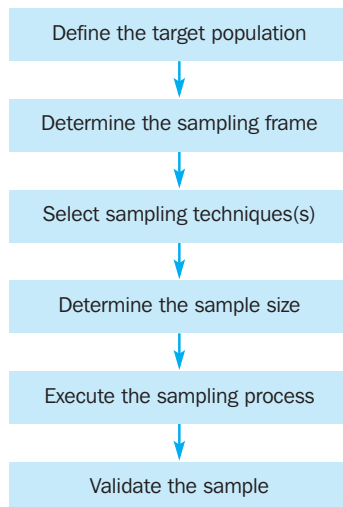 Define the target population
Determine the sampling frame
Select sampling techniques(s)
Determine the sample size
Execute the sampling process
Validate the sample